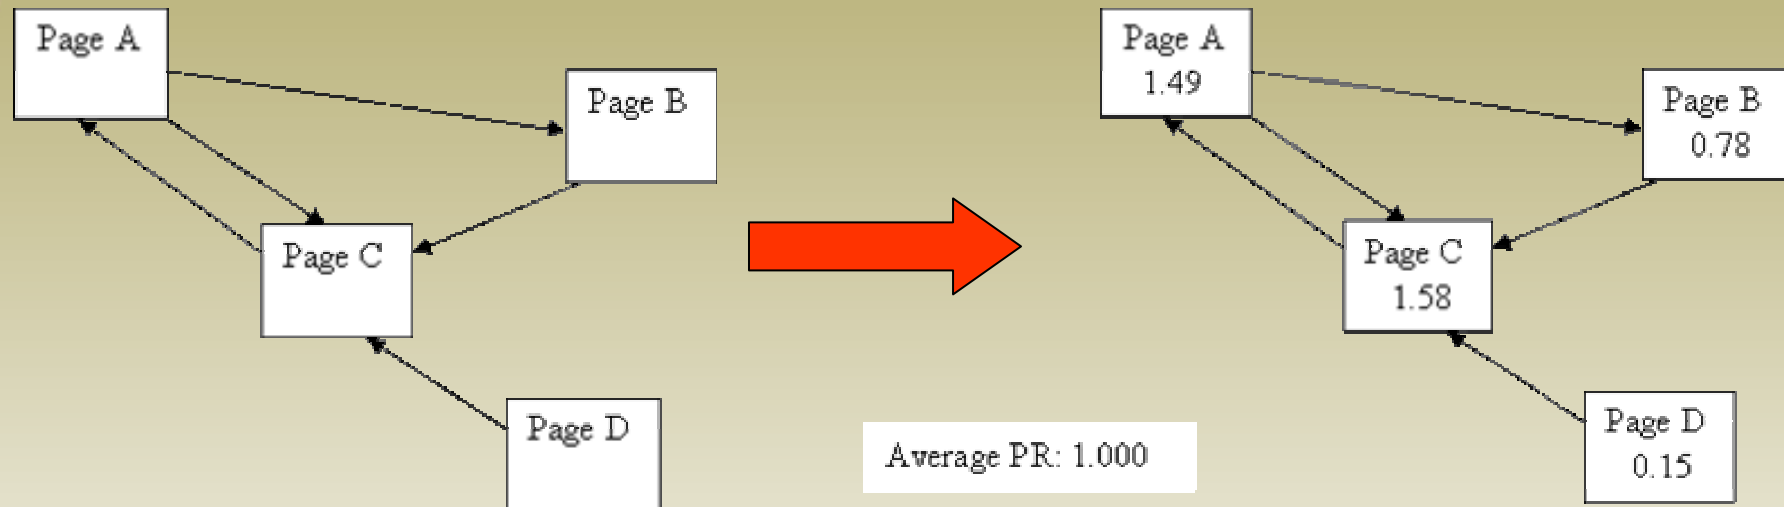 Page A
Page B
Page C
Page D
Average PR: 1.000
Page A
1.49
Page B
0.78
Page C
1.58
Page D
0.15